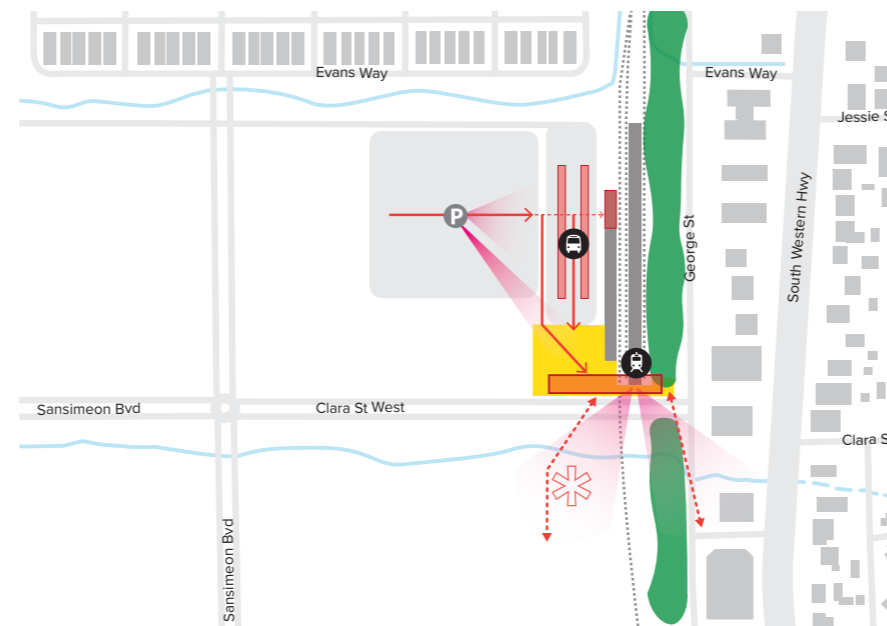 Evans Way
Evans Way
Jessie S
P
George St
South Western Hwy
Sansimeon Bvd
Clara St West
Clara S
Sansimeon Bvd